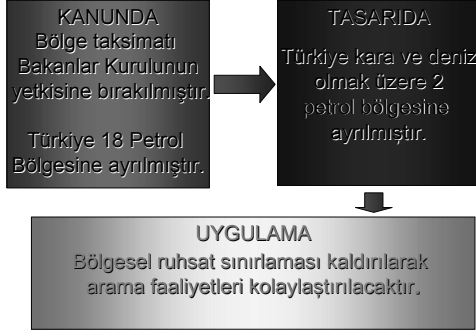 KANUNDA
Bölge taksimatı
Bakanlar Kurulunun
yetkisine bırakılmıştır.
Türkiye 18 Petrol
Bölgesine ayrılmıştır.
TASARIDA
Türkiye kara ve deniz
olmak üzere 2
petrol bölgesine
ayrılmıştır.
UYGULAMA
Bölgesel ruhsat sınırlaması kaldırılarak
arama faaliyetleri kolaylaştırılacaktır.